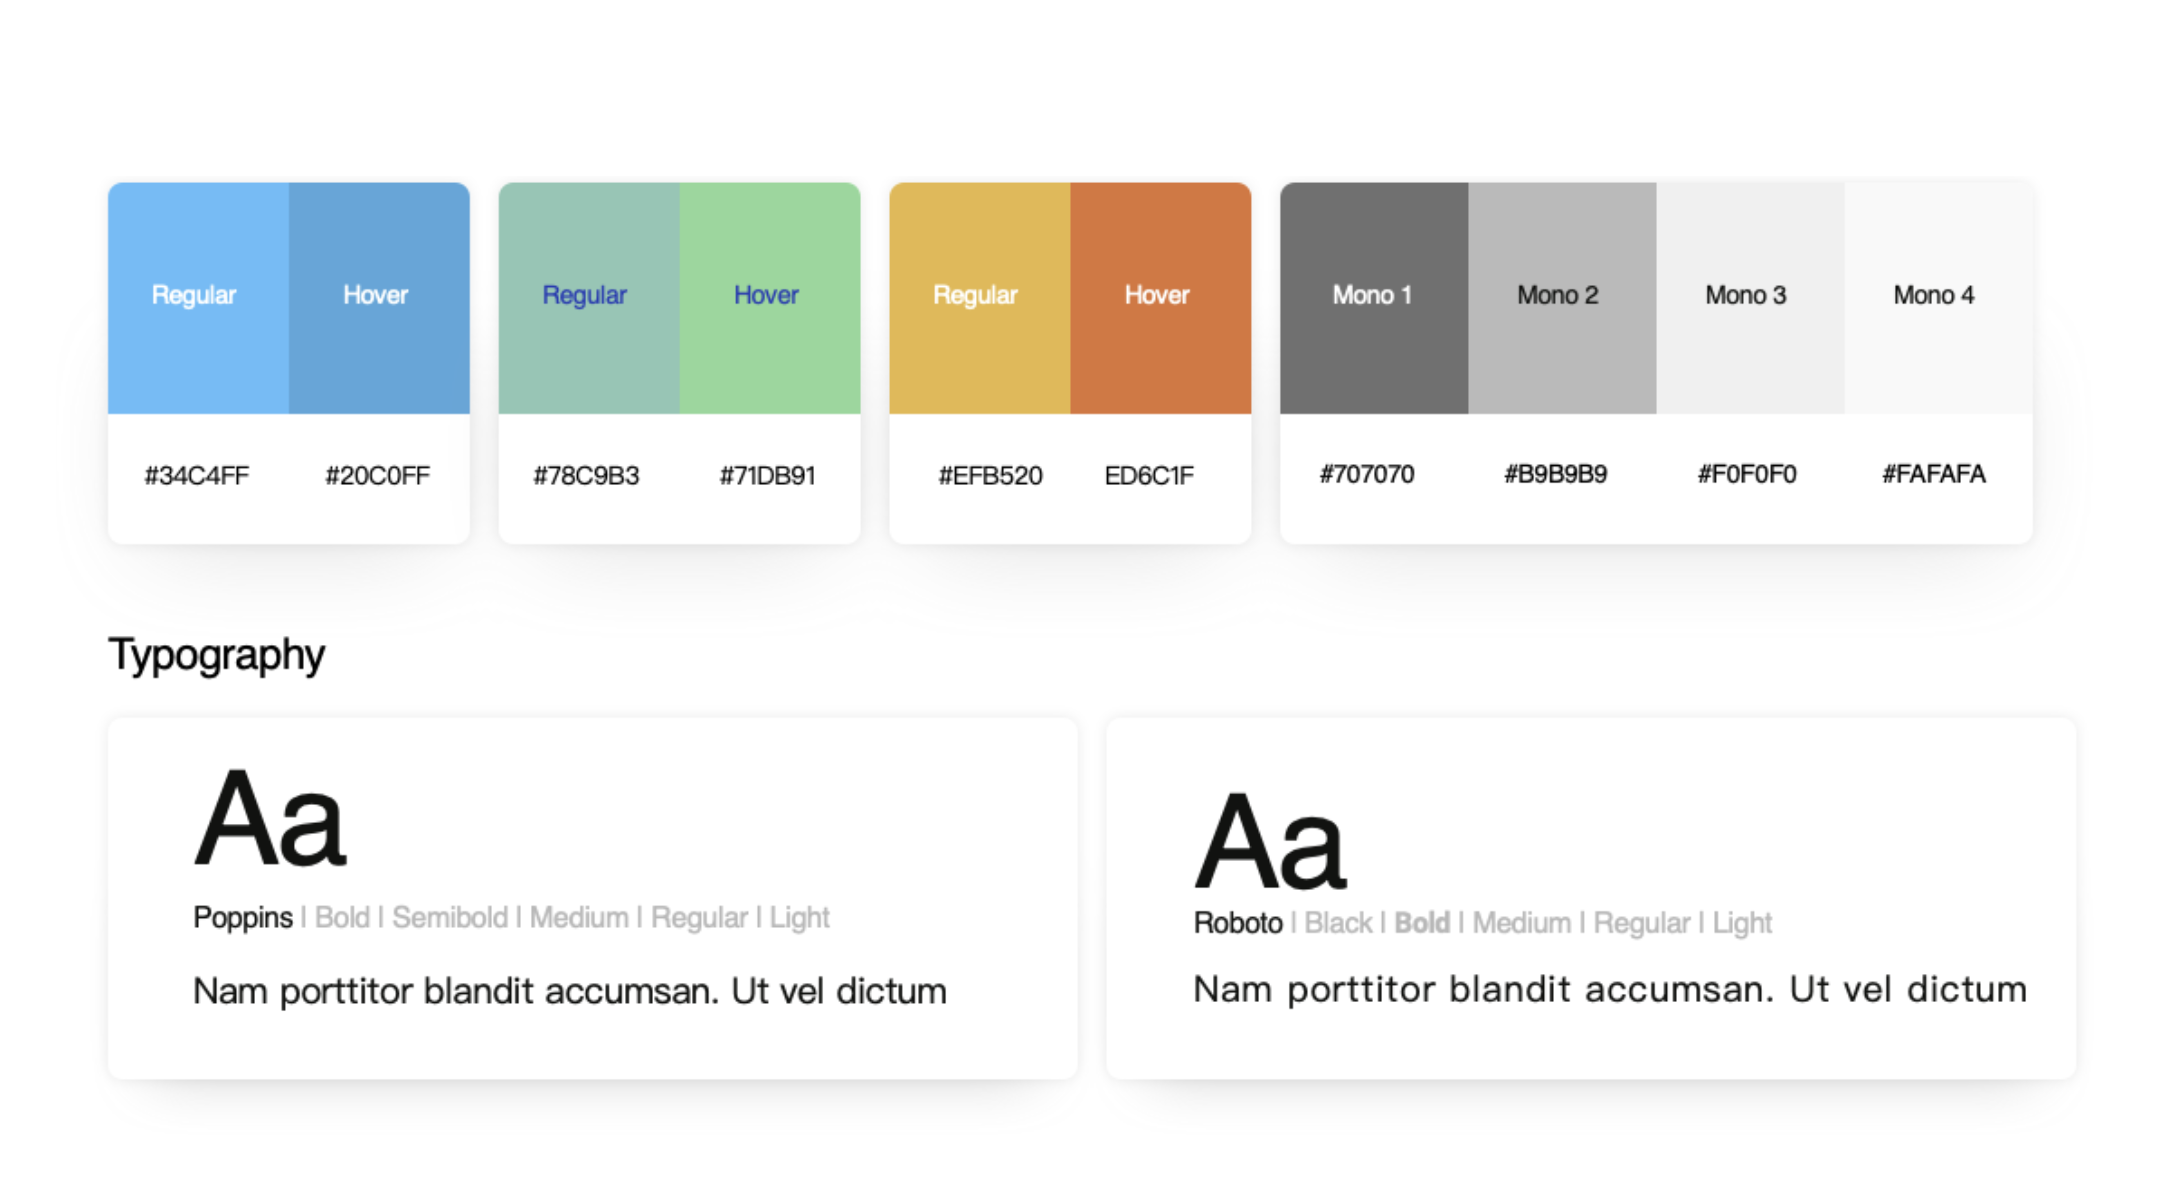 Regular Hover Regular Hover Regular Hover Mono 1 Mono 2 Mono 3 Mono 4
#34C4FF #20C0FF #78C9B3 #71DB91 #EFB520 ED6C1F #707070 #B9B9B9 #F0F0F0 #FAFAFA
Typography
Aa
Poppins | Bold | Semibold | Medium | Regular | Light
Nam porttitor blandit accumsan. Ut vel dictum
Aa
Roboto | Black | Bold | Medium | Regular | Light
Nam porttitor blandit accumsan. Ut vel dictum